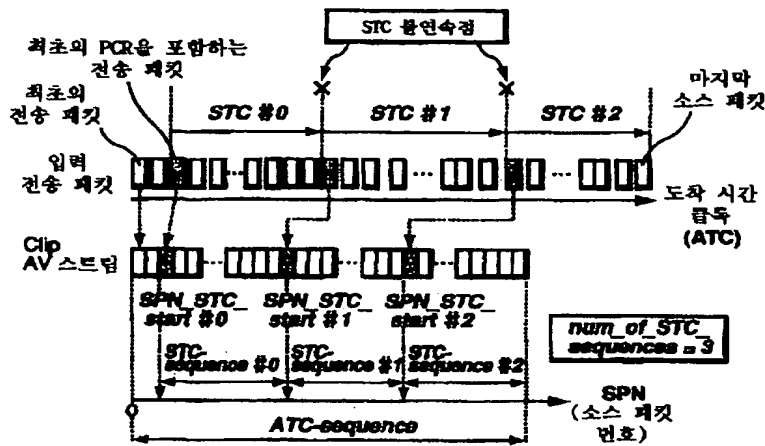 STC 불연속점
최초의 PCR을 포함하는
전송 패킷
최초의
전송 패킷
마지막
소스 패킷
STC #0
STC #1
STC #2
입력
전송 패킷
도착 시간
클록
(ATC)
Clip
AV 스트림
SPN_STC_
start #0
SPN_STC_
start #1
SPN_STC_
start #2
num_of_STC_
sequences = 3
STC-
sequence #0
STC-
sequence #1
STC-
sequence #2
0
SPN
(소스 패킷
번호)
ATC-sequence